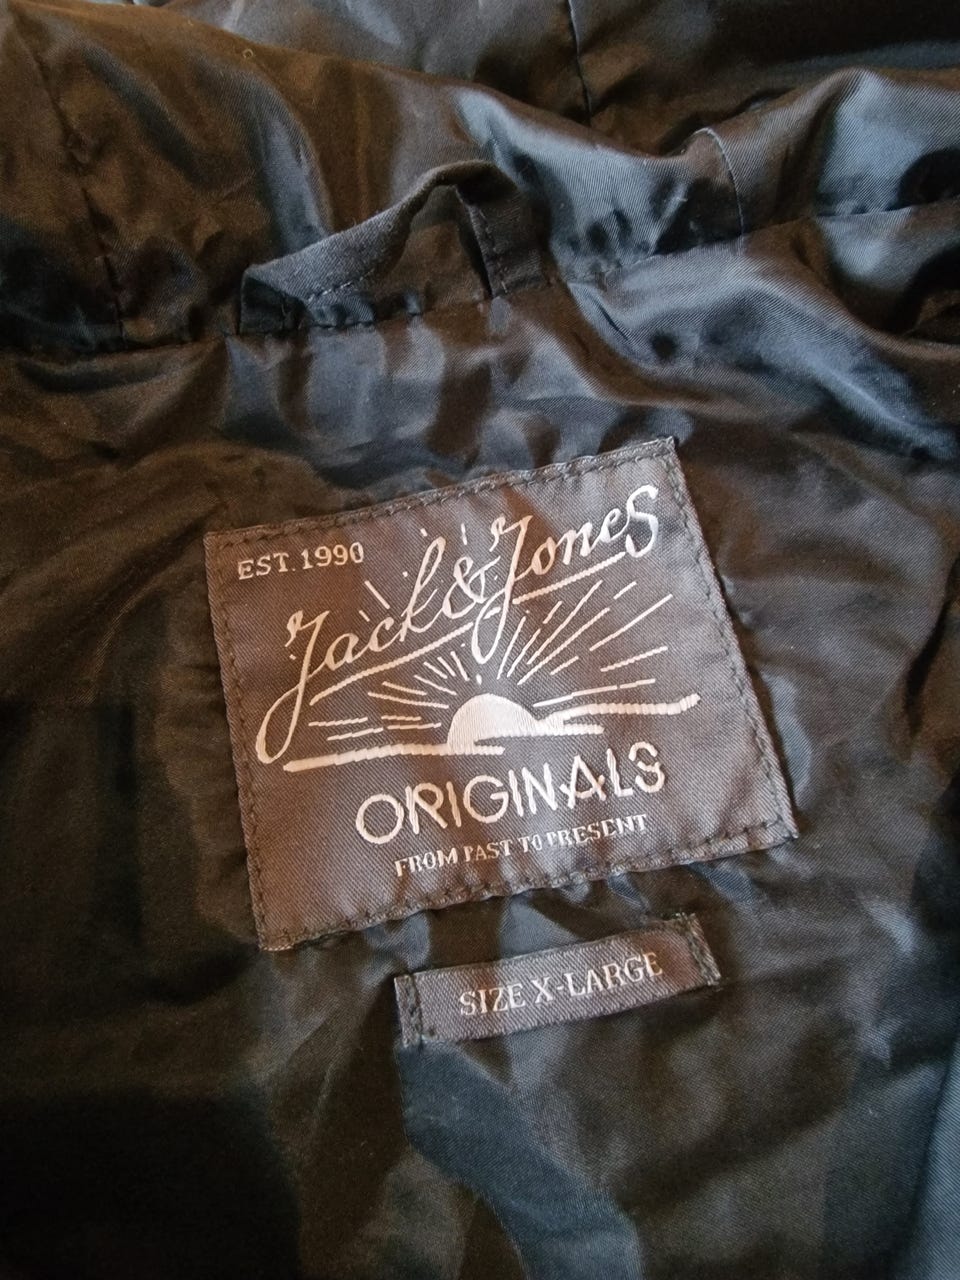 EST. 1990
Jack & Jones
ORIGINALS
FROM PAST TO PRESENT
SIZE X-LARGE